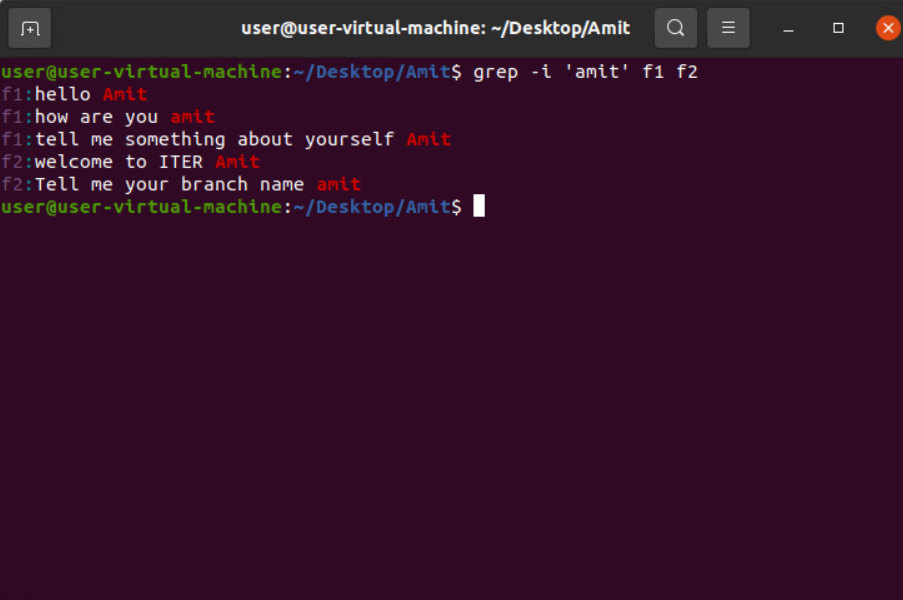 user@user-virtual-machine: ~/Desktop/Amit
user@user-virtual-machine:~/Desktop/Amit$ grep -i 'amit' f1 f2
f1:hello Amit
f1:how are you amit
f1:tell me something about yourself Amit
f2:welcome to ITER Amit
f2:Tell me your branch name amit
user@user-virtual-machine:~/Desktop/Amit$